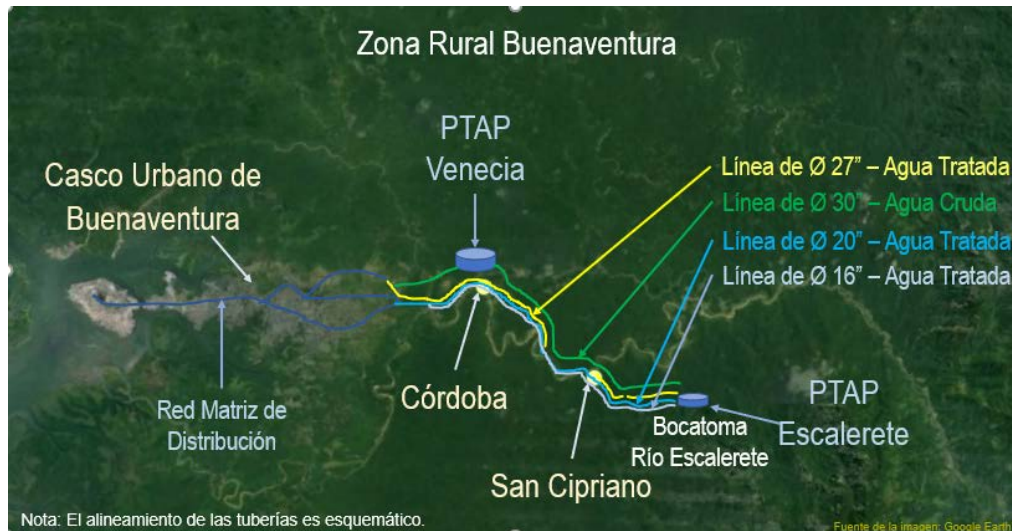 Zona Rural Buenaventura
PTAP
Venecia
Casco Urbano de
Buenaventura
Línea de Ø 27” – Agua Tratada
Línea de Ø 30” – Agua Cruda
Línea de Ø 20” – Agua Tratada
Línea de Ø 16” – Agua Tratada
Córdoba
Red Matriz de
Distribución
PTAP
Escalerete
Bocatoma
Río Escalerete
San Cipriano
Nota: El alineamiento de las tuberías es esquemático.
Fuente de la imagen: Google Earth